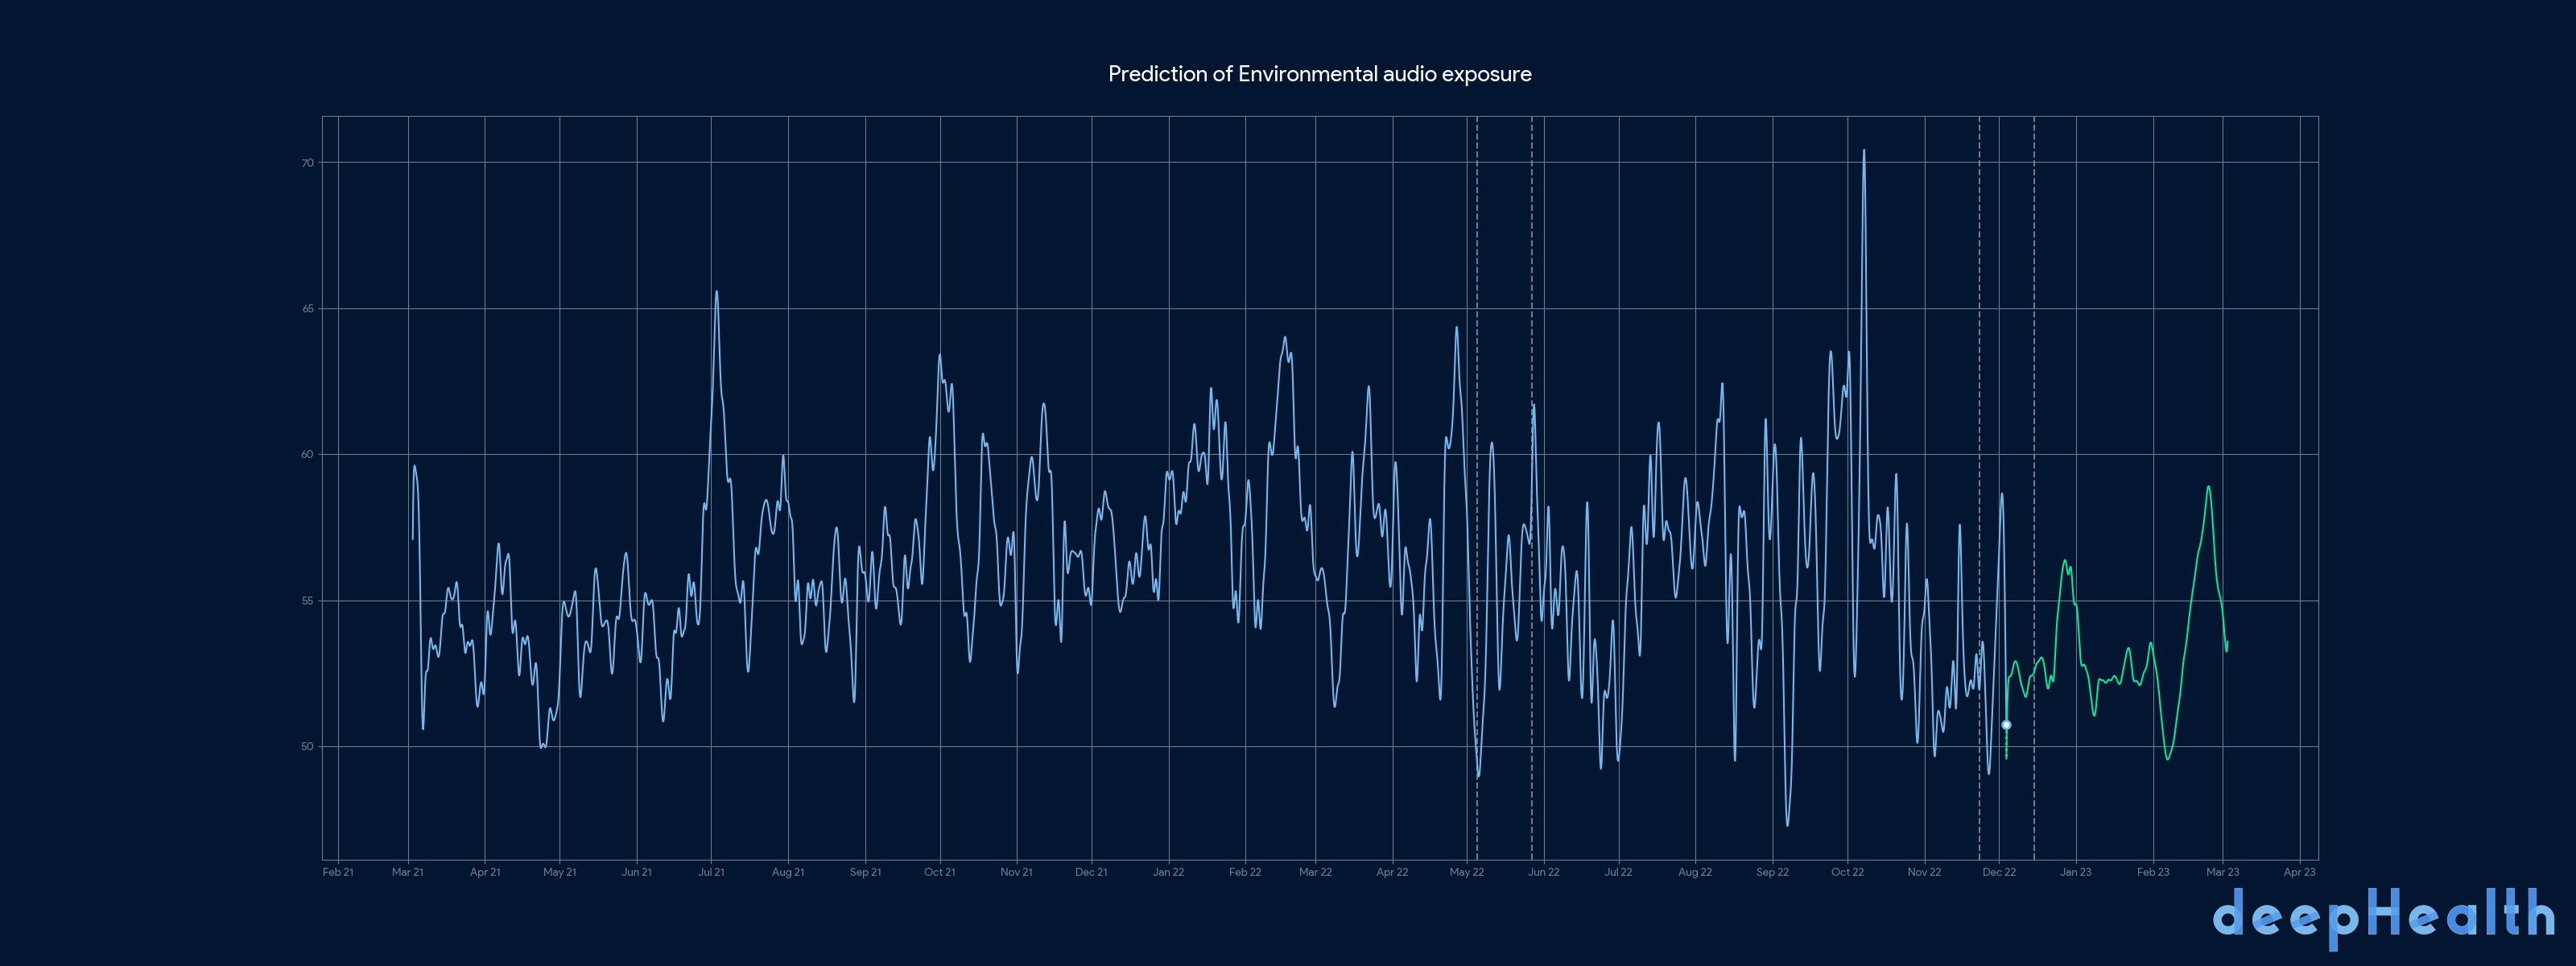 Prediction of Environmental audio exposure
70
65
60
55
50
Feb 21 Mar 21 Apr 21 May 21 Jun 21 Jul 21 Aug 21 Sep 21 Oct 21 Nov 21 Dec 21 Jan 22 Feb 22 Mar 22 Apr 22 May 22 Jun 22 Jul 22 Aug 22 Sep 22 Oct 22 Nov 22 Dec 22 Jan 23 Feb 23 Mar 23 Apr 23
deepHealth